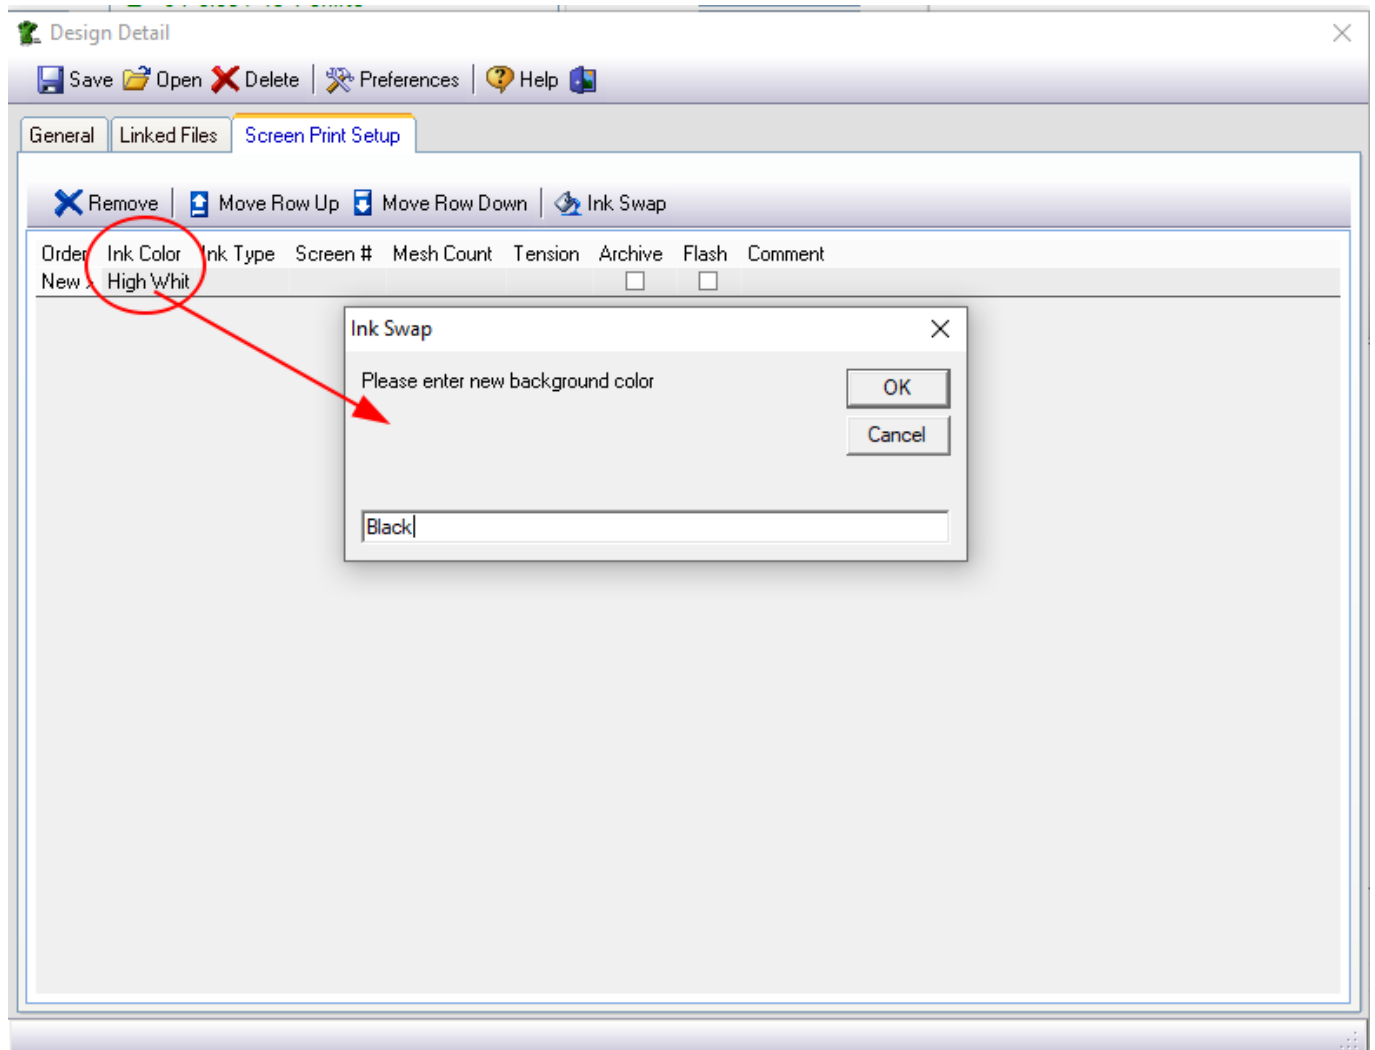 Design Detail
Save Open Delete Preferences Help
General Linked Files Screen Print Setup
Remove Move Row Up Move Row Down Ink Swap
Order Ink Color Ink Type Screen # Mesh Count Tension Archive Flash Comment
New > High Whit
Ink Swap
Please enter new background color
OK
Cancel
Black